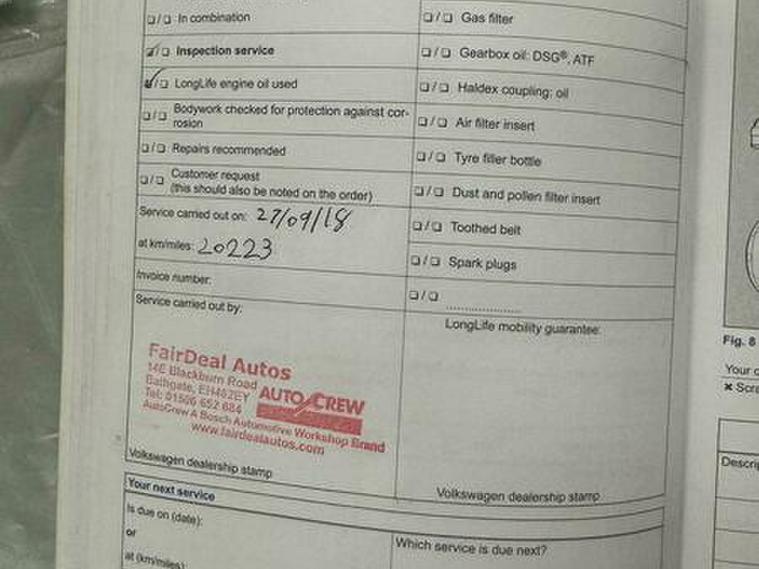 ❑/❑ In combination
❑/❑ Inspection service
❑/❑ LongLife engine oil used
❑/❑ Bodywork checked for protection against cor-
rosion
❑/❑ Repairs recommended
❑/❑ Customer request
(this should also be noted on the order)
Service carried out on: 27/09/18
at km/miles: 20223
Invoice number:
Service carried out by:
FairDeal Autos
14E Blackburn Road
Bathgate, EH482EY
Tel: 01506 652 684
AUTO CREW
AutoCrew A Bosch Automotive Workshop Brand
www.fairdealautos.com
Volkswagen dealership stamp
❑/❑ Gas filter
❑/❑ Gearbox oil: DSG®, ATF
❑/❑ Haldex coupling: oil
❑/❑ Air filter insert
❑/❑ Tyre filler bottle
❑/❑ Dust and pollen filter insert
❑/❑ Toothed belt
❑/❑ Spark plugs
❑/❑ ....................
LongLife mobility guarantee:
Volkswagen dealership stamp
Your next service
Is due on (date):
or
at (km/miles):
Which service is due next?
Fig. 8
Your
✖